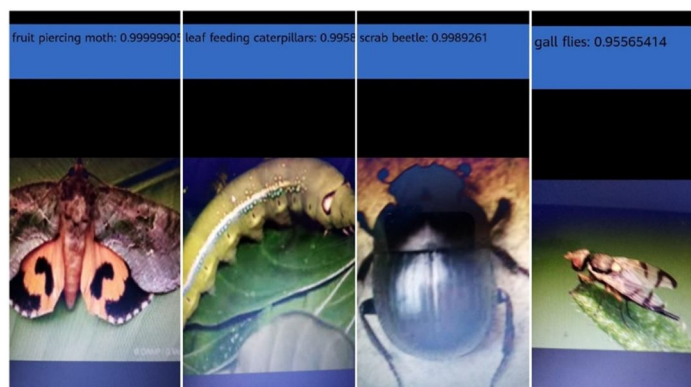 fruit piercing moth: 0.9999990
leaf feeding caterpillars: 0.9958
scrab beetle: 0.9989261
gall flies: 0.95565414